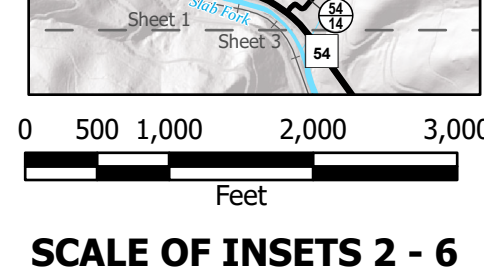 Slab Fork
Sheet 1
Sheet 3
54
14
54
0 500 1,000 2,000 3,000
Feet
SCALE OF INSETS 2 - 6